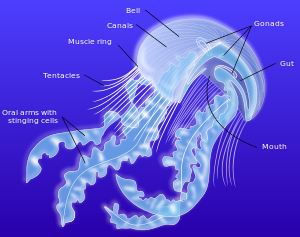 Bell
Canals
Gonads
Muscle ring
Gut
Tentacles
Oral arms with
stinging cells
Mouth